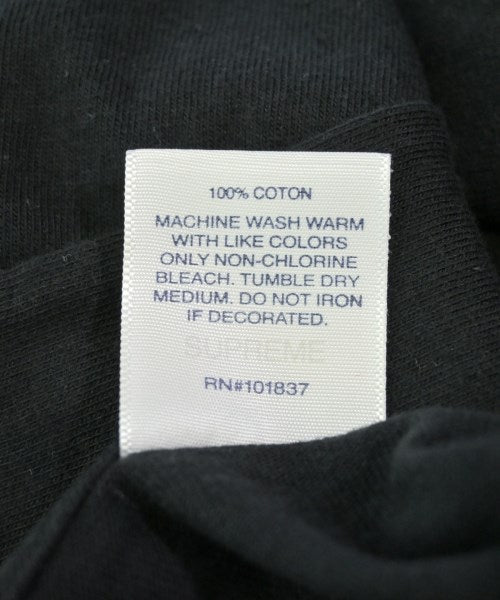 100% COTON
MACHINE WASH WARM
WITH LIKE COLORS
ONLY NON-CHLORINE
BLEACH. TUMBLE DRY
MEDIUM. DO NOT IRON
IF DECORATED.
SUPREME
RN#101837